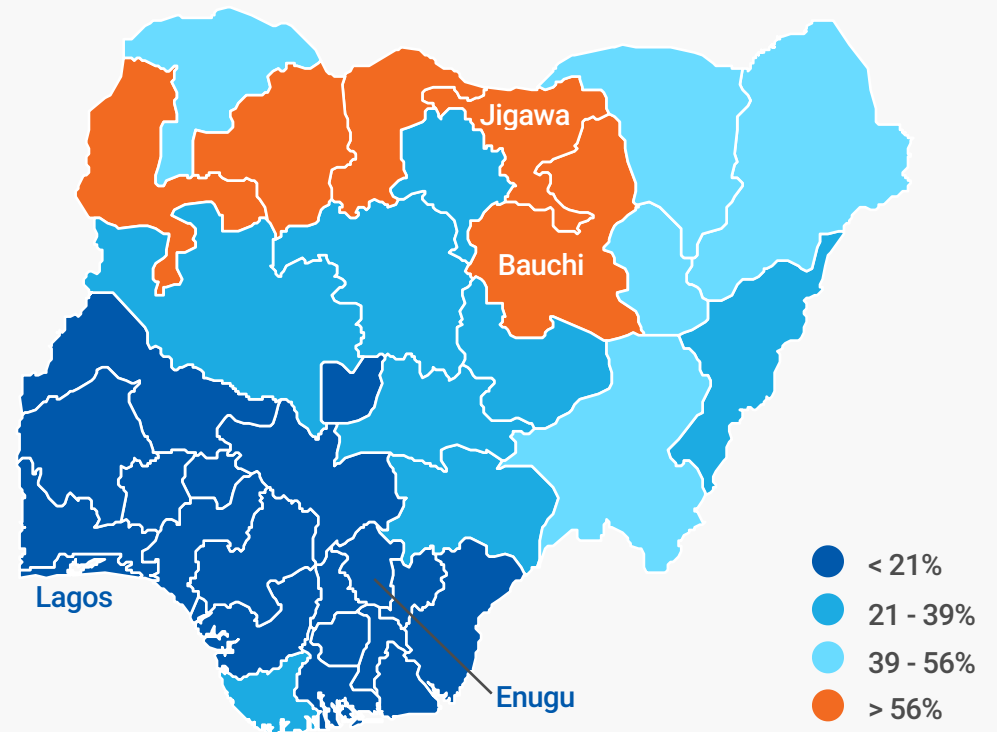 Jigawa
Bauchi
Lagos
Enugu
< 21%
21 - 39%
39 - 56%
> 56%